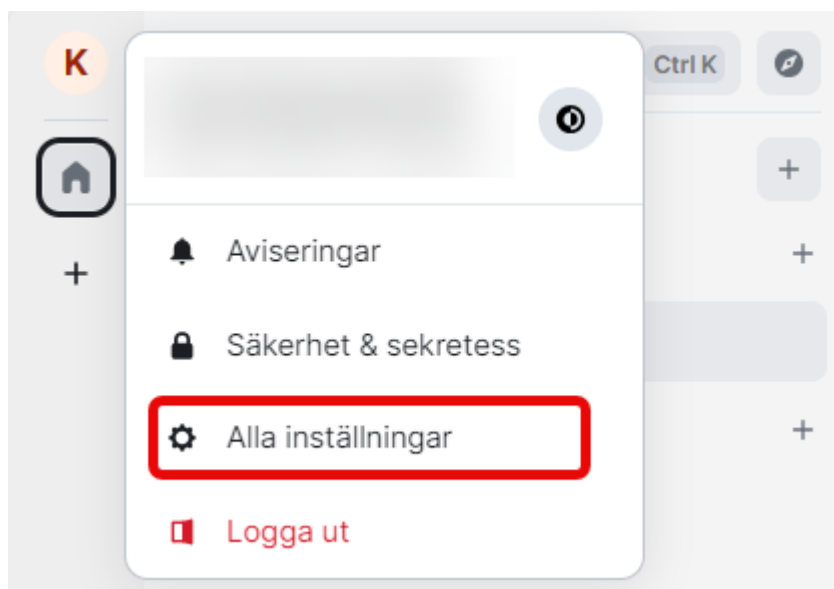 K
Ctrl K
Aviseringar
Säkerhet & sekretess
Alla inställningar
Logga ut